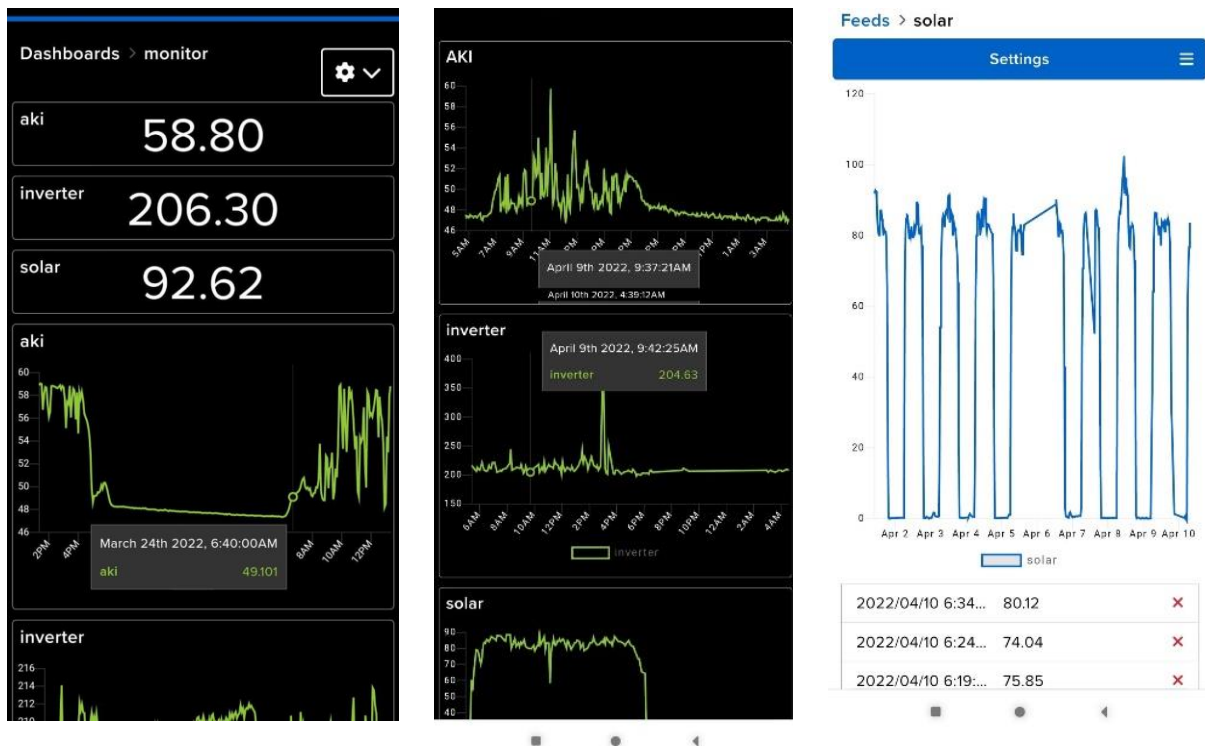 Dashboards > monitor
aki
58.80
inverter
206.30
solar
92.62
aki
60
58
56
54
52
50
48
46
2PM
4PM
8AM
10AM
12PM
March 24th 2022, 6:40:00AM
aki 49.101
inverter
216
214
212
210
AKI
60
58
56
54
52
50
48
46
5AM
7AM
9AM
11AM
1AM
3AM
April 9th 2022, 9:37:21AM
April 10th 2022, 4:39:12AM
inverter
April 9th 2022, 9:42:25AM
inverter 204.63
400
350
300
250
200
150
6AM
8AM
10AM
12PM
2PM
4PM
6PM
8PM
10PM
12AM
2AM
4AM
inverter
solar
90
80
70
60
50
40
Feeds > solar
Settings
120
100
80
60
40
20
0
Apr 2 Apr 3 Apr 4 Apr 5 Apr 6 Apr 7 Apr 8 Apr 9 Apr 10
solar
2022/04/10 6:34... 80.12 ×
2022/04/10 6:24... 74.04 ×
2022/04/10 6:19:... 75.85 ×